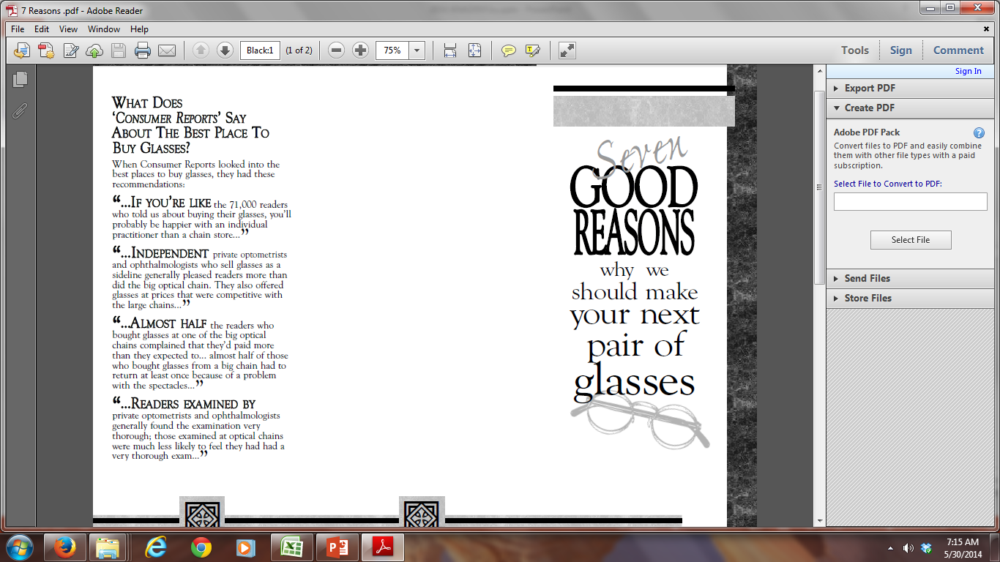 7 Reasons .pdf - Adobe Reader
File Edit View Window Help
Black:1 (1 of 2) 75% Tools Sign Comment
Sign In
Export PDF
Create PDF
Adobe PDF Pack
Convert files to PDF and easily combine
them with other file types with a paid
subscription.
Select File to Convert to PDF:
Select File
Send Files
Store Files
WHAT DOES
‘CONSUMER REPORTS’ SAY
ABOUT THE BEST PLACE TO
BUY GLASSES?
When Consumer Reports looked into the
best places to buy glasses, they had these
recommendations:
“...IF YOU’RE LIKE the 71,000 readers
who told us about buying their glasses, you’ll
probably be happier with an individual
practitioner than a chain store...”
“...INDEPENDENT private optometrists
and ophthalmologists who sell glasses as a
sideline generally pleased readers more than
did the big optical chain. They also offered
glasses at prices that were competitive with
the large chains...”
“...ALMOST HALF the readers who
bought glasses at one of the big optical
chains complained that they’d paid more
than they expected to... almost half of those
who bought glasses from a big chain had to
return at least once because of a problem
with the spectacles...”
“...READERS EXAMINED BY
private optometrists and ophthalmologists
generally found the examination very
thorough; those examined at optical chains
were much less likely to feel they had had a
very thorough exam...”
Seven
GOOD
REASONS
why we
should make
your next
pair of
glasses
7:15 AM
5/30/2014